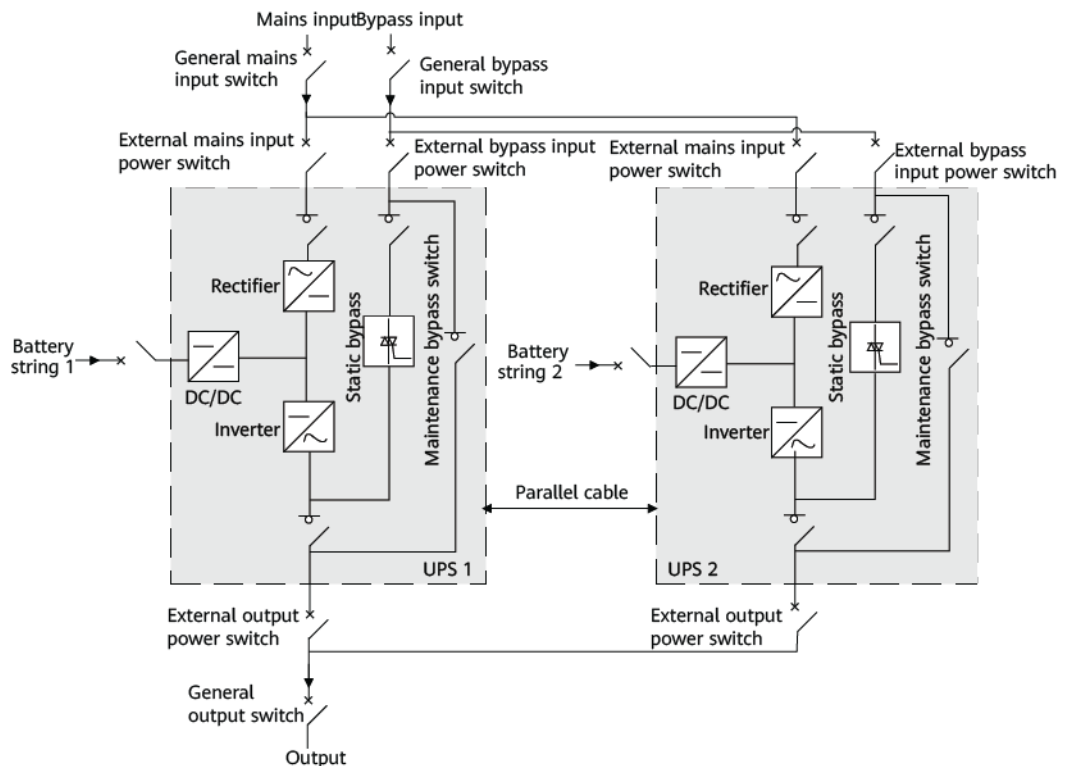 Mains input
Bypass input
General mains
input switch
General bypass
input switch
External mains input
power switch
External bypass input
power switch
External mains input
power switch
External bypass
input power switch
Rectifier
Static bypass
Maintenance bypass switch
Battery
string 1
DC/DC
Inverter
UPS 1
Parallel cable
Rectifier
Static bypass
Maintenance bypass switch
Battery
string 2
DC/DC
Inverter
UPS 2
External output
power switch
External output
power switch
General
output switch
Output